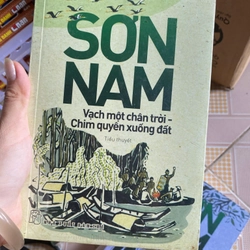 SƠN
NAM
Vạch một chân trời -
Chim quyên xuống đất
Tiểu thuyết